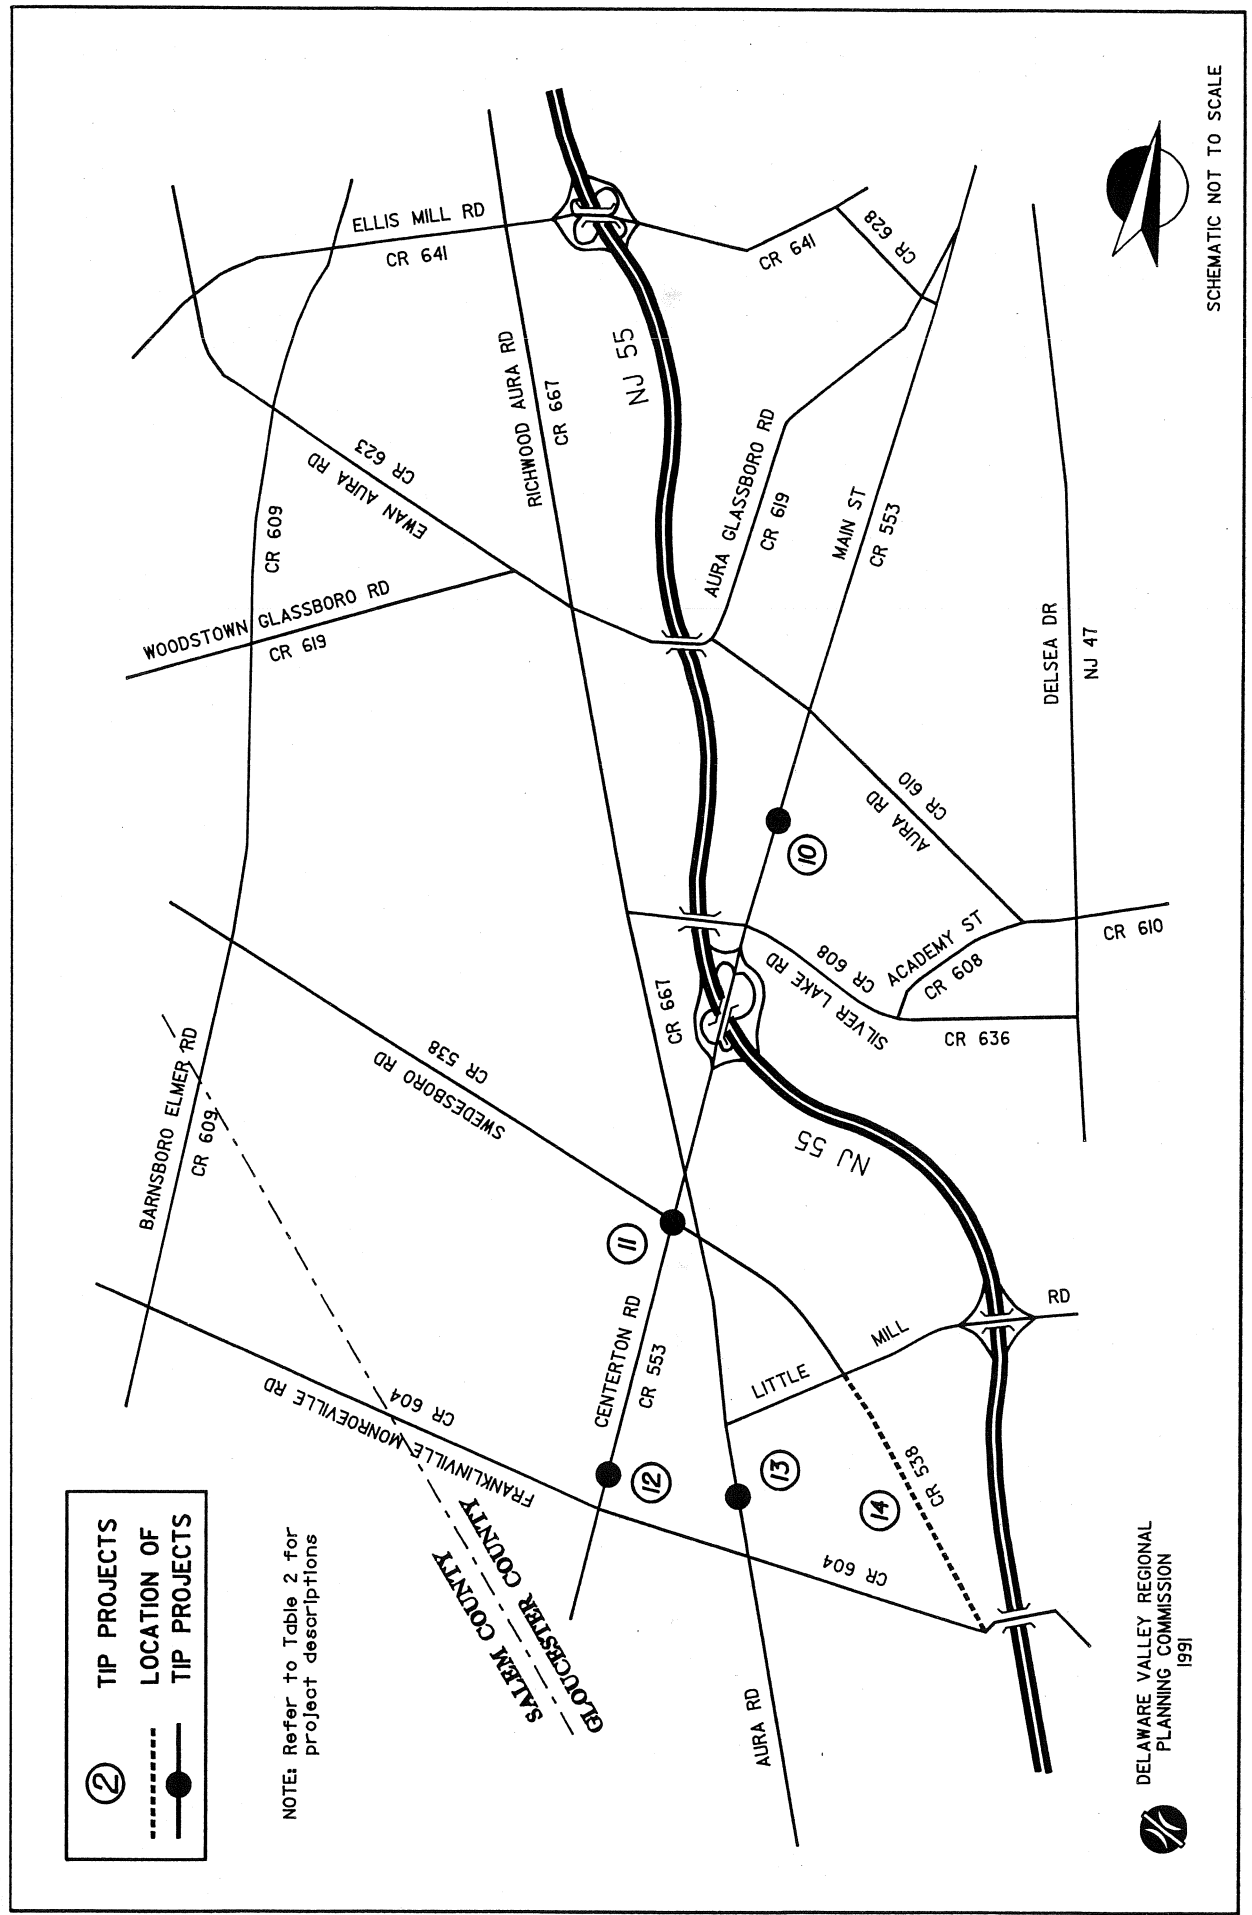 TIP PROJECTS
LOCATION OF
TIP PROJECTS
2
NOTE: Refer to Table 2 for
project descriptions
SCHEMATIC NOT TO SCALE
ELLIS MILL RD
CR 641
CR 641
CR 628
RICHWOOD AURA RD
CR 667
NJ 55
EWAN AURA RD
CR 623
CR 609
WOODSTOWN GLASSBORO RD
CR 619
AURA GLASSBORO RD
CR 619
MAIN ST
CR 553
DELSEA DR
NJ 47
10
AURA RD
CR 610
CR 610
ACADEMY ST
CR 608
SILVER LAKE RD
CR 608
CR 636
CR 667
SWEDESBORO RD
CR 538
BARNSBORO ELMER RD
CR 609
NJ 55
11
CENTERTON RD
CR 553
FRANKLINVILLE MONROEVILLE RD
CR 604
12
13
LITTLE MILL RD
14
CR 538
CR 604
SALEM COUNTY
GLOUCESTER COUNTY
AURA RD
DELAWARE VALLEY REGIONAL
PLANNING COMMISSION
1991